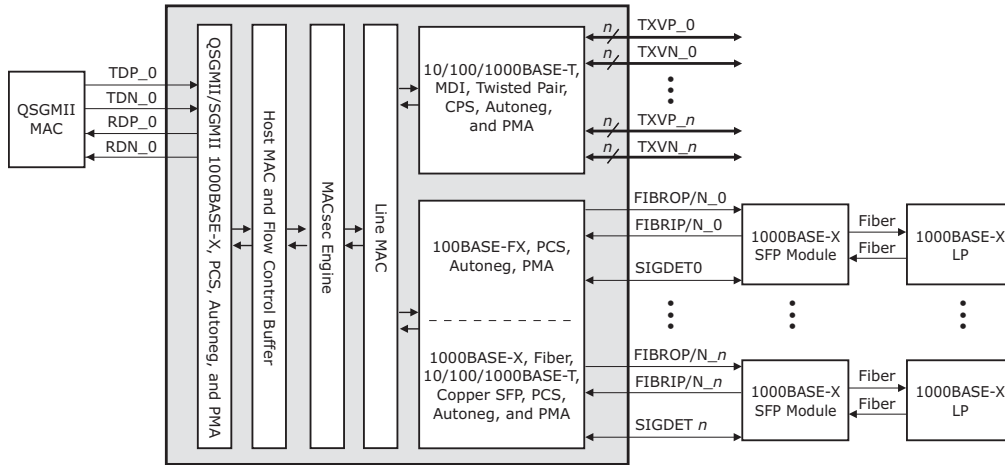 QSGMII
MAC
TDP_0
TDN_0
RDP_0
RDN_0
QSGMII/SGMII 1000BASE-X, PCS, Autoneg, and PMA
Host MAC and Flow Control Buffer
MACsec Engine
Line MAC
10/100/1000BASE-T,
MDI, Twisted Pair,
CPS, Autoneg,
and PMA
n
TXVP_0
n
TXVN_0
n
TXVP_n
n
TXVN_n
100BASE-FX, PCS,
Autoneg, PMA
1000BASE-X, Fiber,
10/100/1000BASE-T,
Copper SFP, PCS,
Autoneg, and PMA
FIBROP/N_0
FIBRIP/N_0
SIGDET0
1000BASE-X
SFP Module
Fiber
Fiber
1000BASE-X
LP
FIBROP/N_n
FIBRIP/N_n
SIGDET n
1000BASE-X
SFP Module
Fiber
Fiber
1000BASE-X
LP